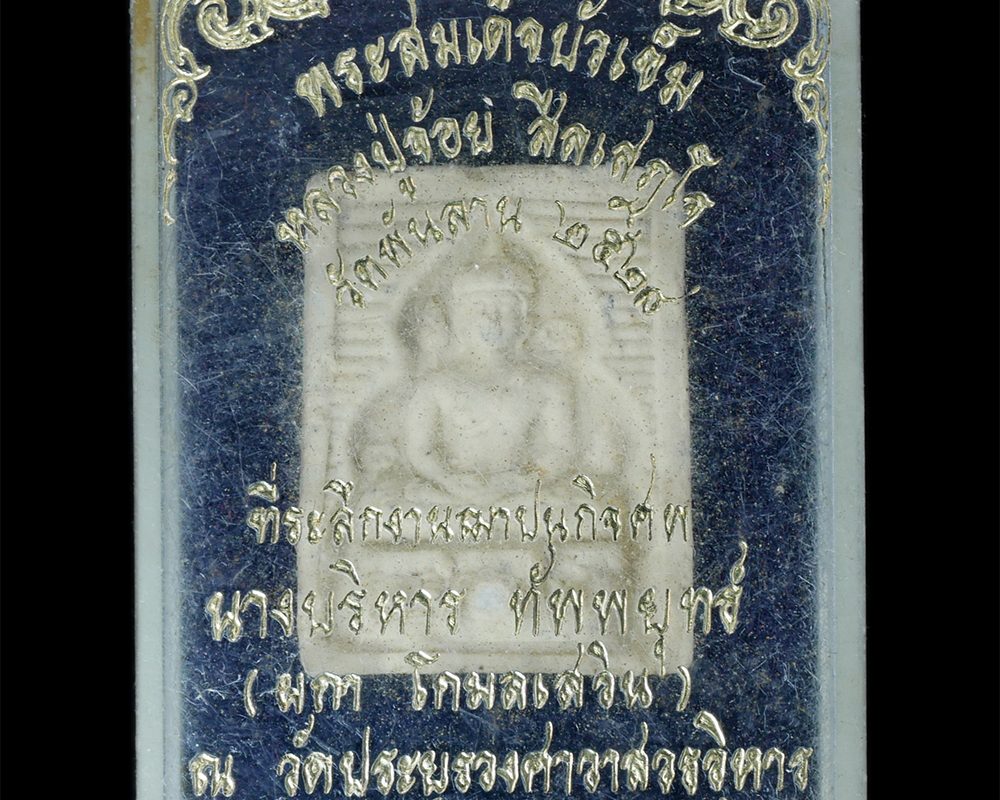 พระสมเด็จบัวเข็ม
หลวงปู่จ้อย สีลเสฏโฐ
วัดพันลาน ๒๕๒๘
ที่ระลึกงานฌาปนกิจศพ
นางบริหาร ทัพพยุทธ์
( โกมลเสวิน )
ณ วัดประยุรวงศาวาสวรวิหาร